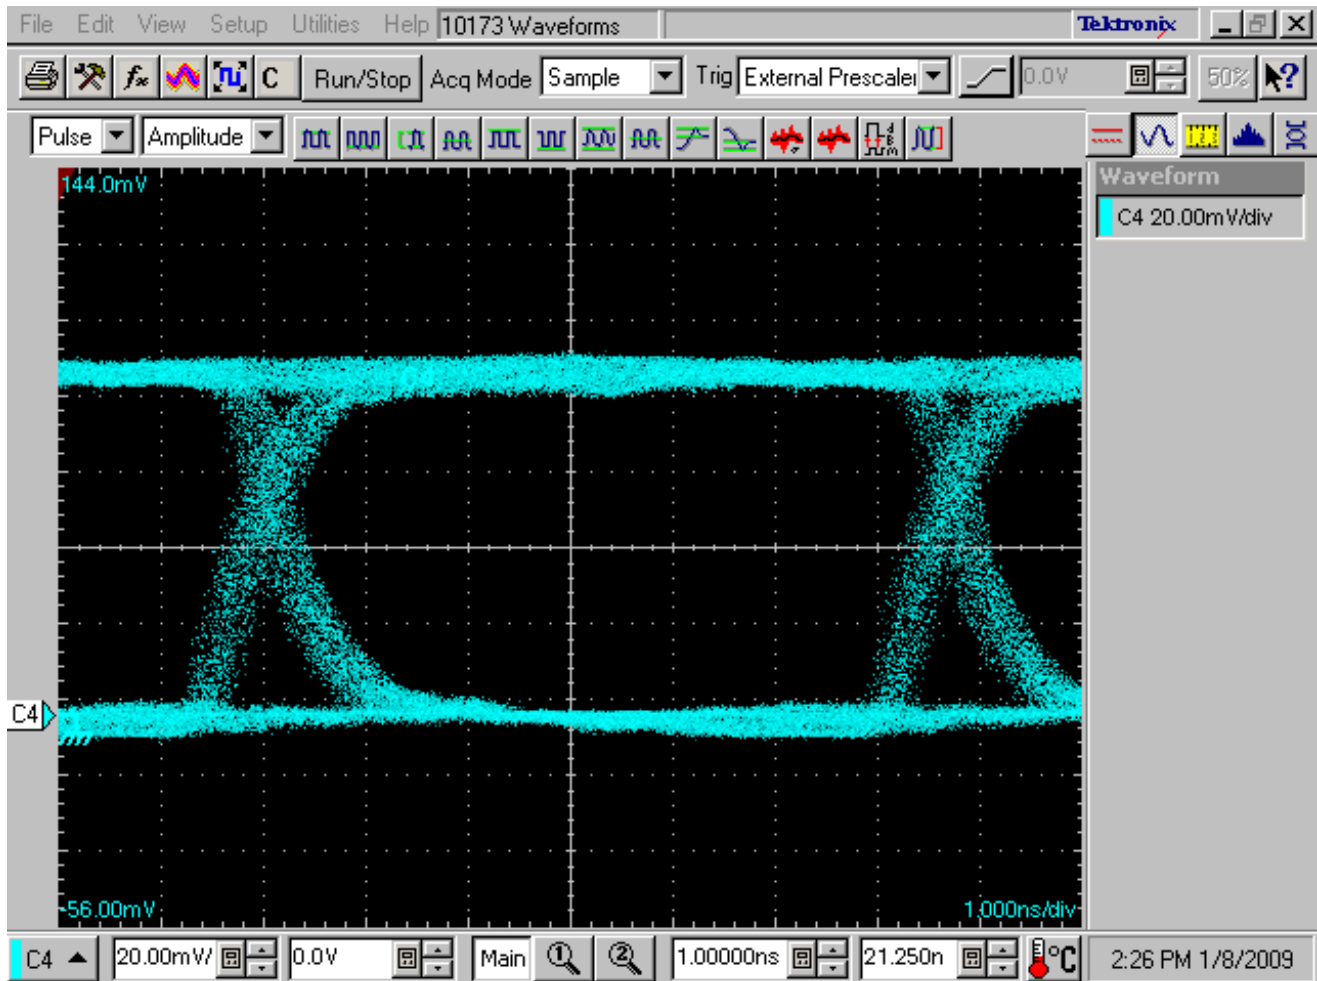 File Edit View Setup Utilities Help 10173 Waveforms Tektronix
C Run/Stop Acq Mode Sample Trig External Prescaler 0.0V 50% ?
Pulse Amplitude
144.0mV
Waveform
C4 20.00mV/div
C4
-56.00mV 1.000ns/div
C4 20.00mV/ 0.0V Main 1 2 1.00000ns 21.250n °C 2:26 PM 1/8/2009